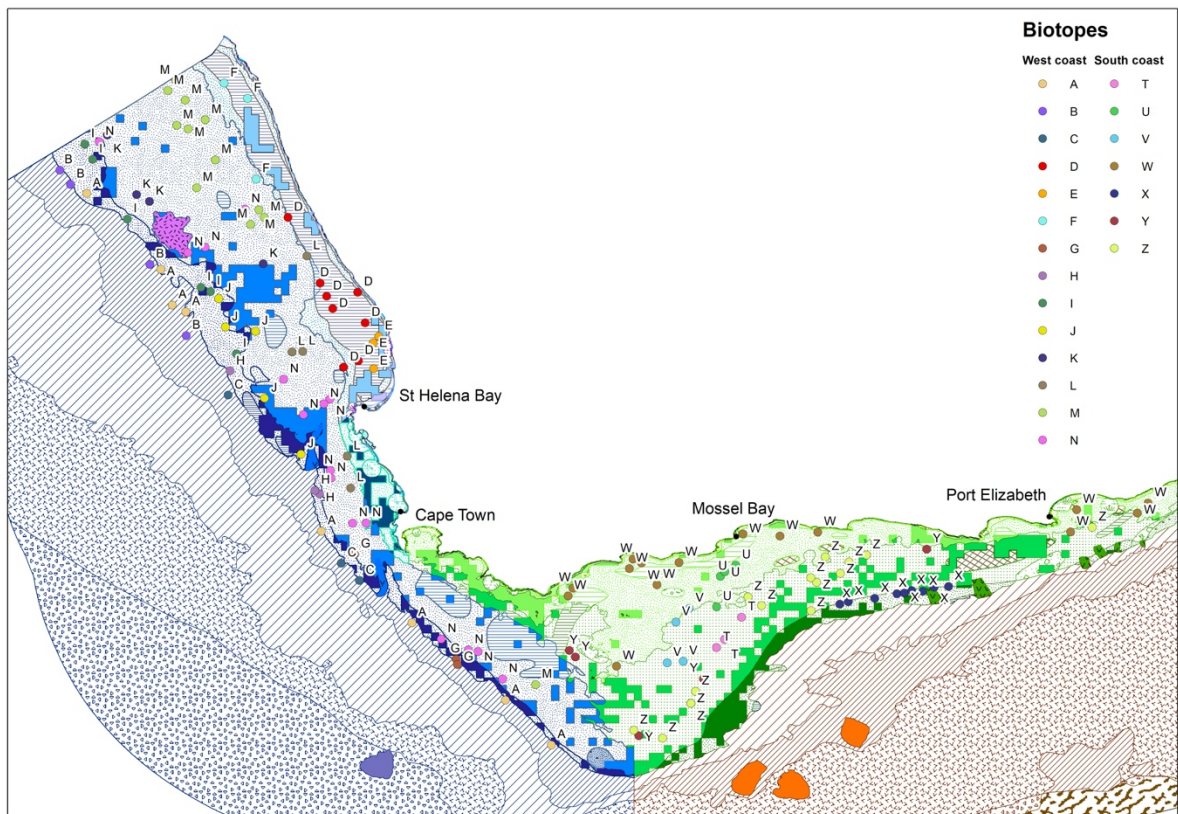 Biotopes
West coast South coast
A T
B U
C V
D W
E X
F Y
G Z
H
I
J
K
L
M
N
M F
M F
M
M M
M
I N
I K
M
B
B A
K K
F
M
N
M M
D
I
N N
L
B
A
K
I I J
D
D
D
D
A A
B
J J
D E
I
L L
D E
H
N
D E
C
J
N N
N
St Helena Bay
J
L
N N
L
H H
A
N N
Cape Town
G
C
C
Mossel Bay
Port Elizabeth
W
W
W
Z
W
W
W W W
W W
W W
W
U
U U
Z Z Z Y
Z Z
W W
V
U
Z Z
T
Z
X X X X X X
X
A
N
N
G G N
N
M
A
A
Y Y
W
V V
T
T
Y
Z
Z
Z
Z
Y
Z